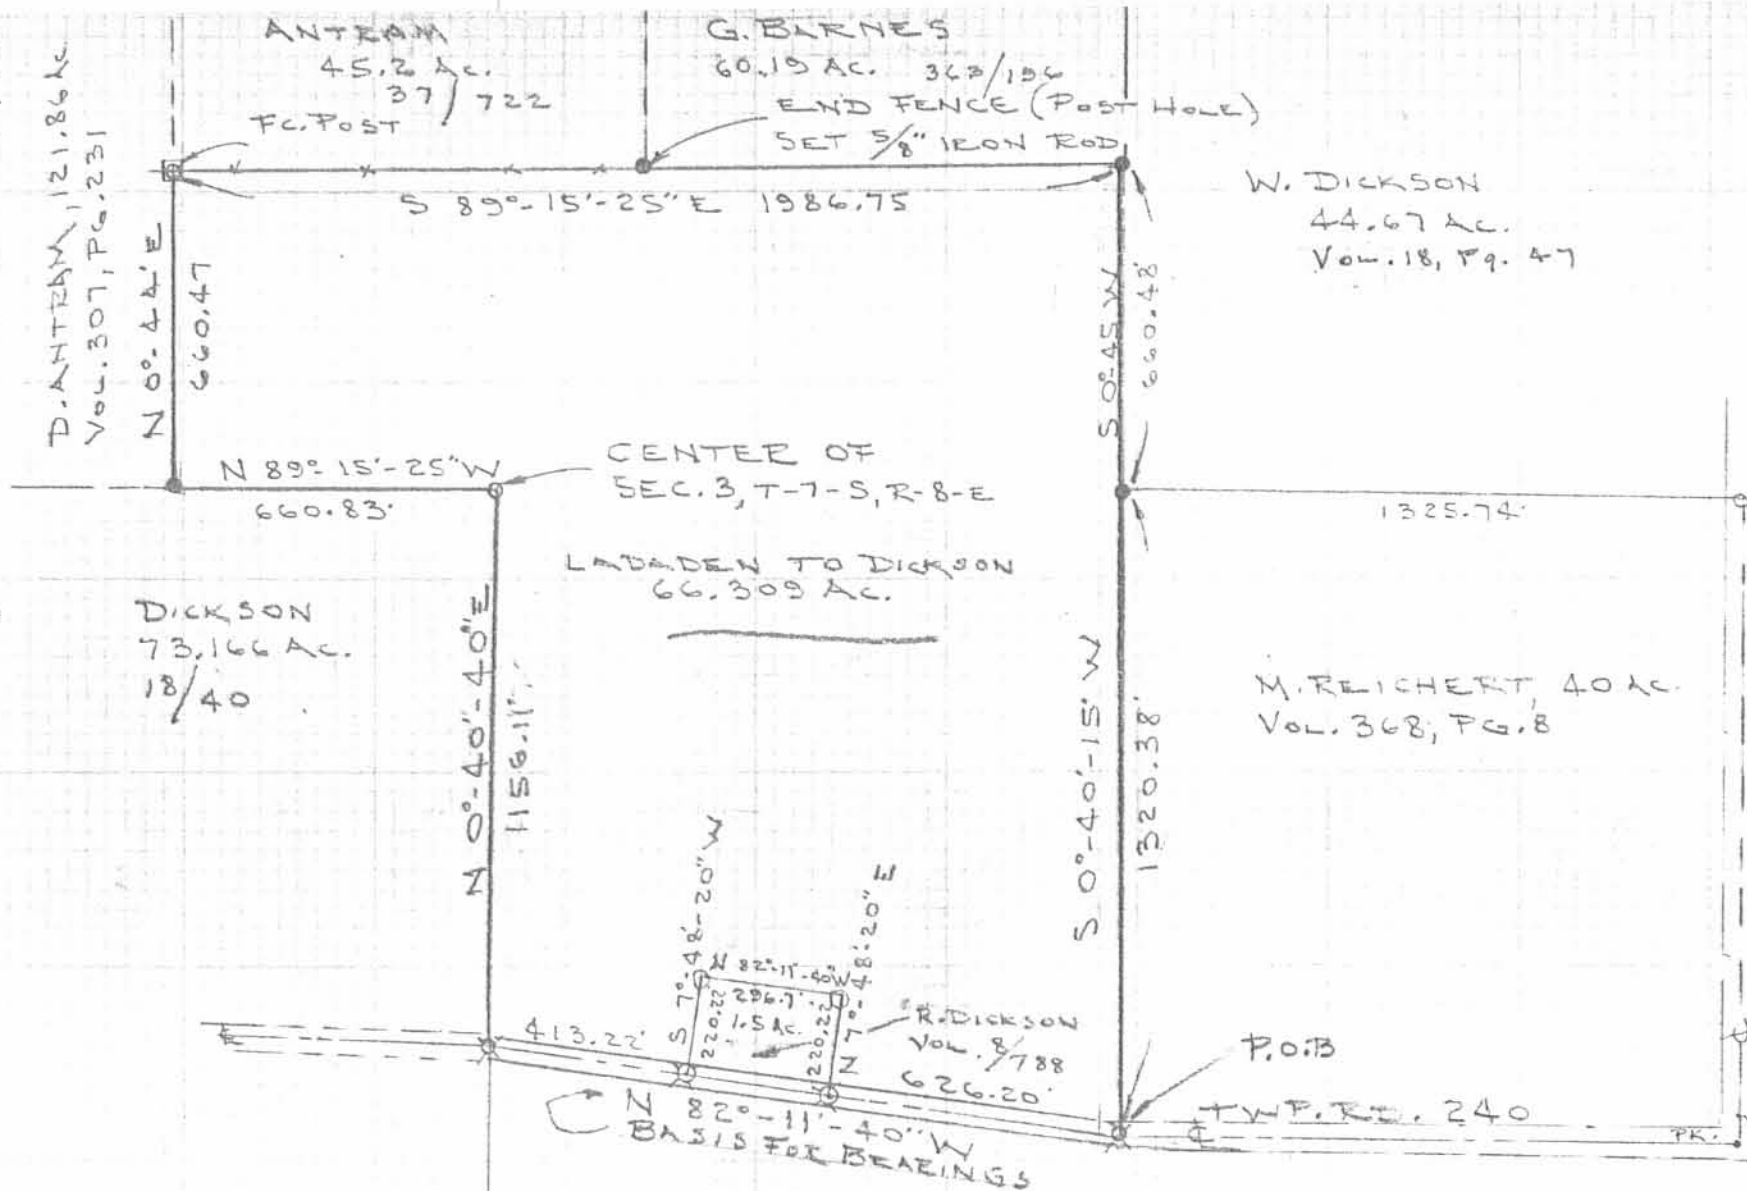 ANTRAM
45.2 Ac.
37/722
FC. POST
G. BARNES
60.19 AC. 363/196
END FENCE (POST HOLE)
SET 5/8" IRON ROD
D. ANTRAM, 121.86 Ac.
VOL. 307, PG. 231
N 0°-44' E
660.47
S 89°-15'-25" E 1986.75
W. DICKSON
44.67 Ac.
VOL. 18, Pg. 47
S 0°-45' W
660.48'
N 89°-15'-25" W
660.83'
CENTER OF
SEC. 3, T-7-S, R-8-E
1325.74'
LADADEN TO DICKSON
66.309 AC.
DICKSON
73.166 AC.
18/40
N 0°-40"-40" E
1156.11'
S 0°-40'-15" W
1320.38'
M. REICHERT, 40 Ac.
VOL. 368, PG. 8
S 7°-48'-20" W
220.22
N 82°-11'-40" W
296.7'
1.5 Ac.
N 7°-48'-20" E
220.22
R. DICKSON
VOL. 8/788
413.22'
626.20'
P.O.B
TWP. RD. 240
PK.
N 82°-11'-40" W
BASIS FOR BEARINGS